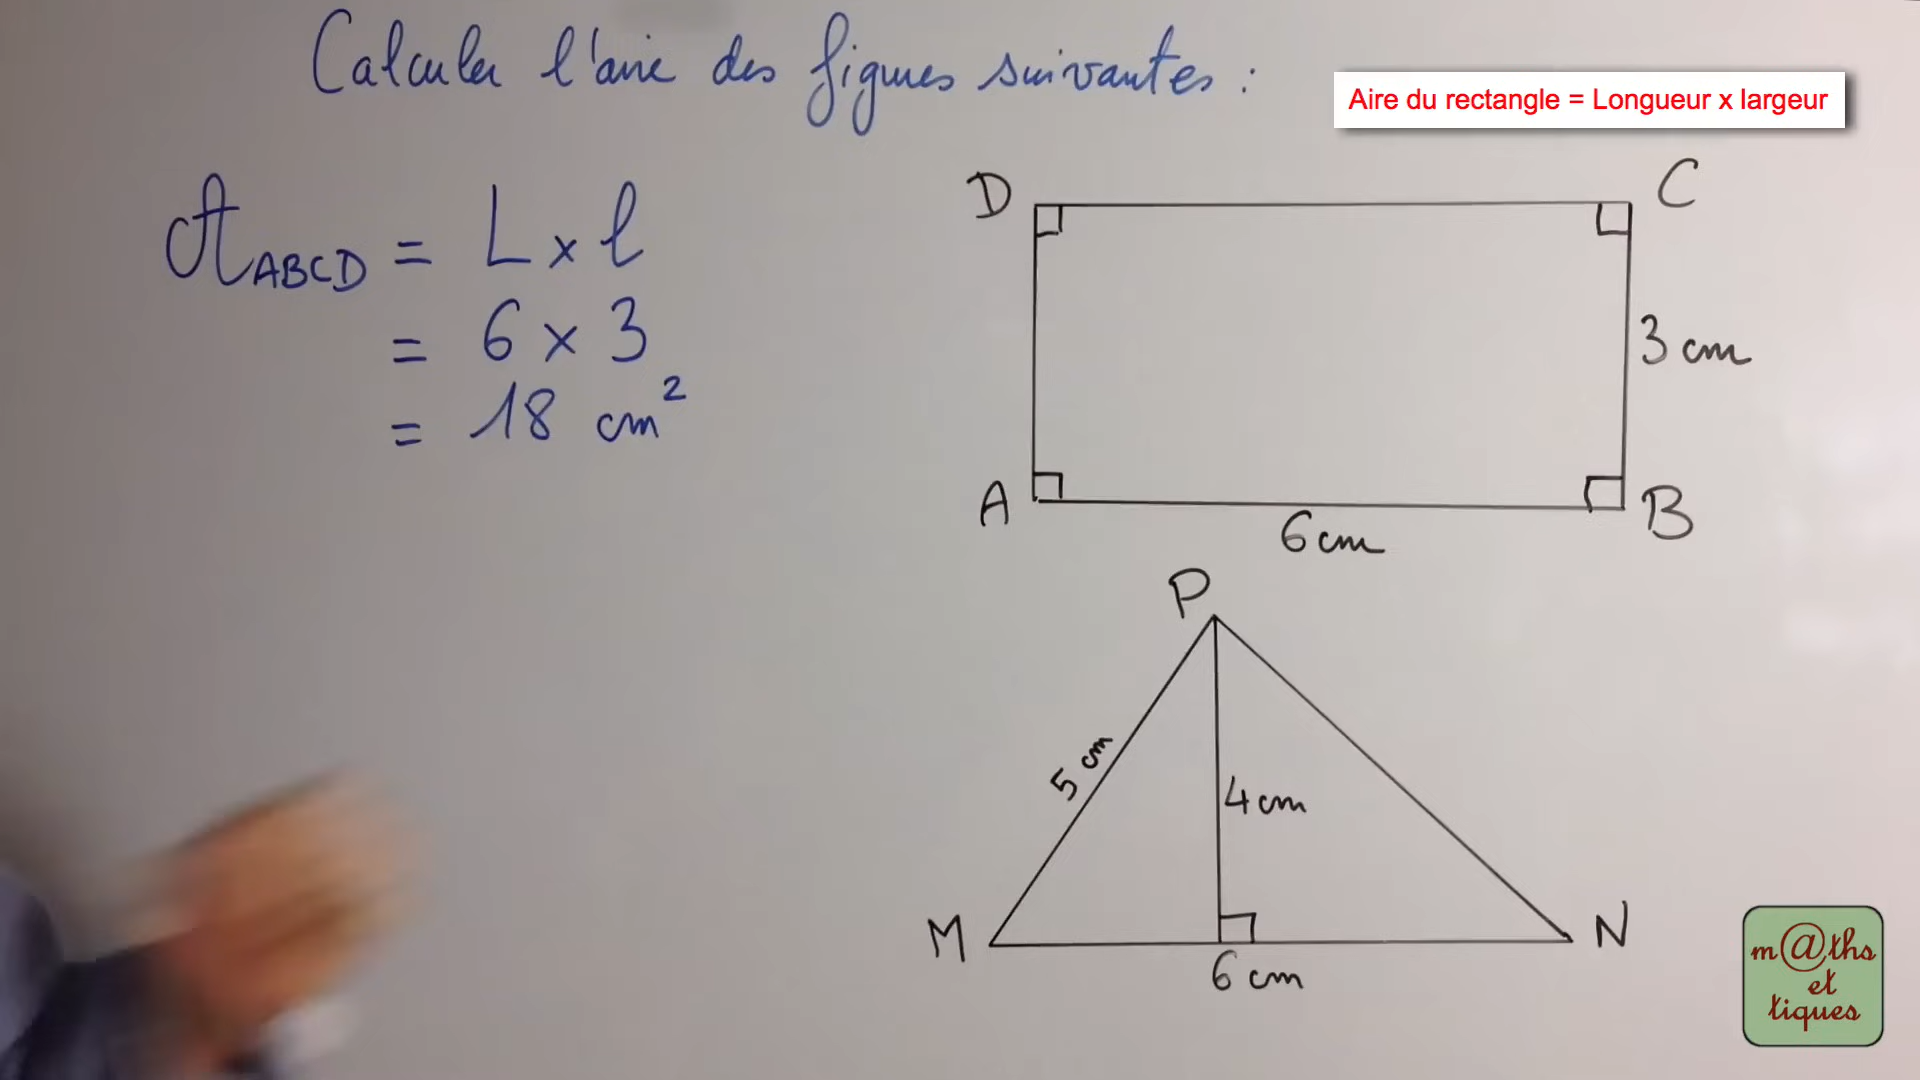 Calculer l'aire des figures suivantes :
Aire du rectangle = Longueur x largeur
𝒜ABCD = L x l
= 6 x 3
= 18 cm²
D
C
3 cm
A
B
6 cm
P
5 cm
4 cm
M
N
6 cm
m@ths
et
tiques